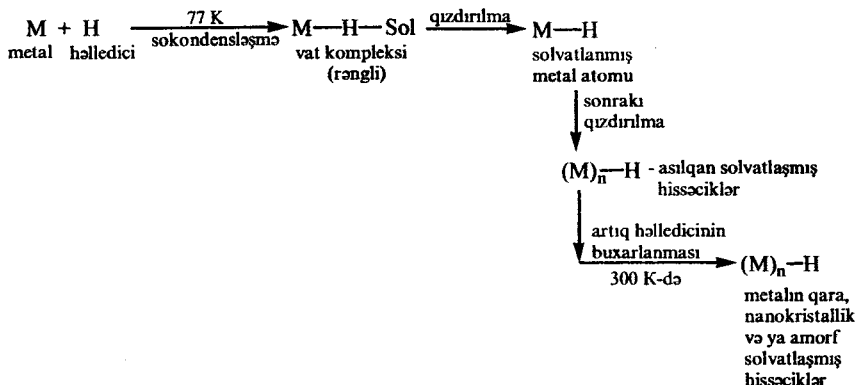 M + H
metal həlledici
77 K
sokondensləşmə
M—H—Sol
vat kompleksi
(rəngli)
qızdırılma
M—H
solvatlanmış
metal atomu
sonrakı
qızdırılma
(M)n—H - asılqan solvatlaşmış
hissəciklər
artıq həlledicinin
buxarlanması
300 K-də
(M)n—H
metalın qara,
nanokristallik
və ya amorf
solvatlaşmış
hissəciklər